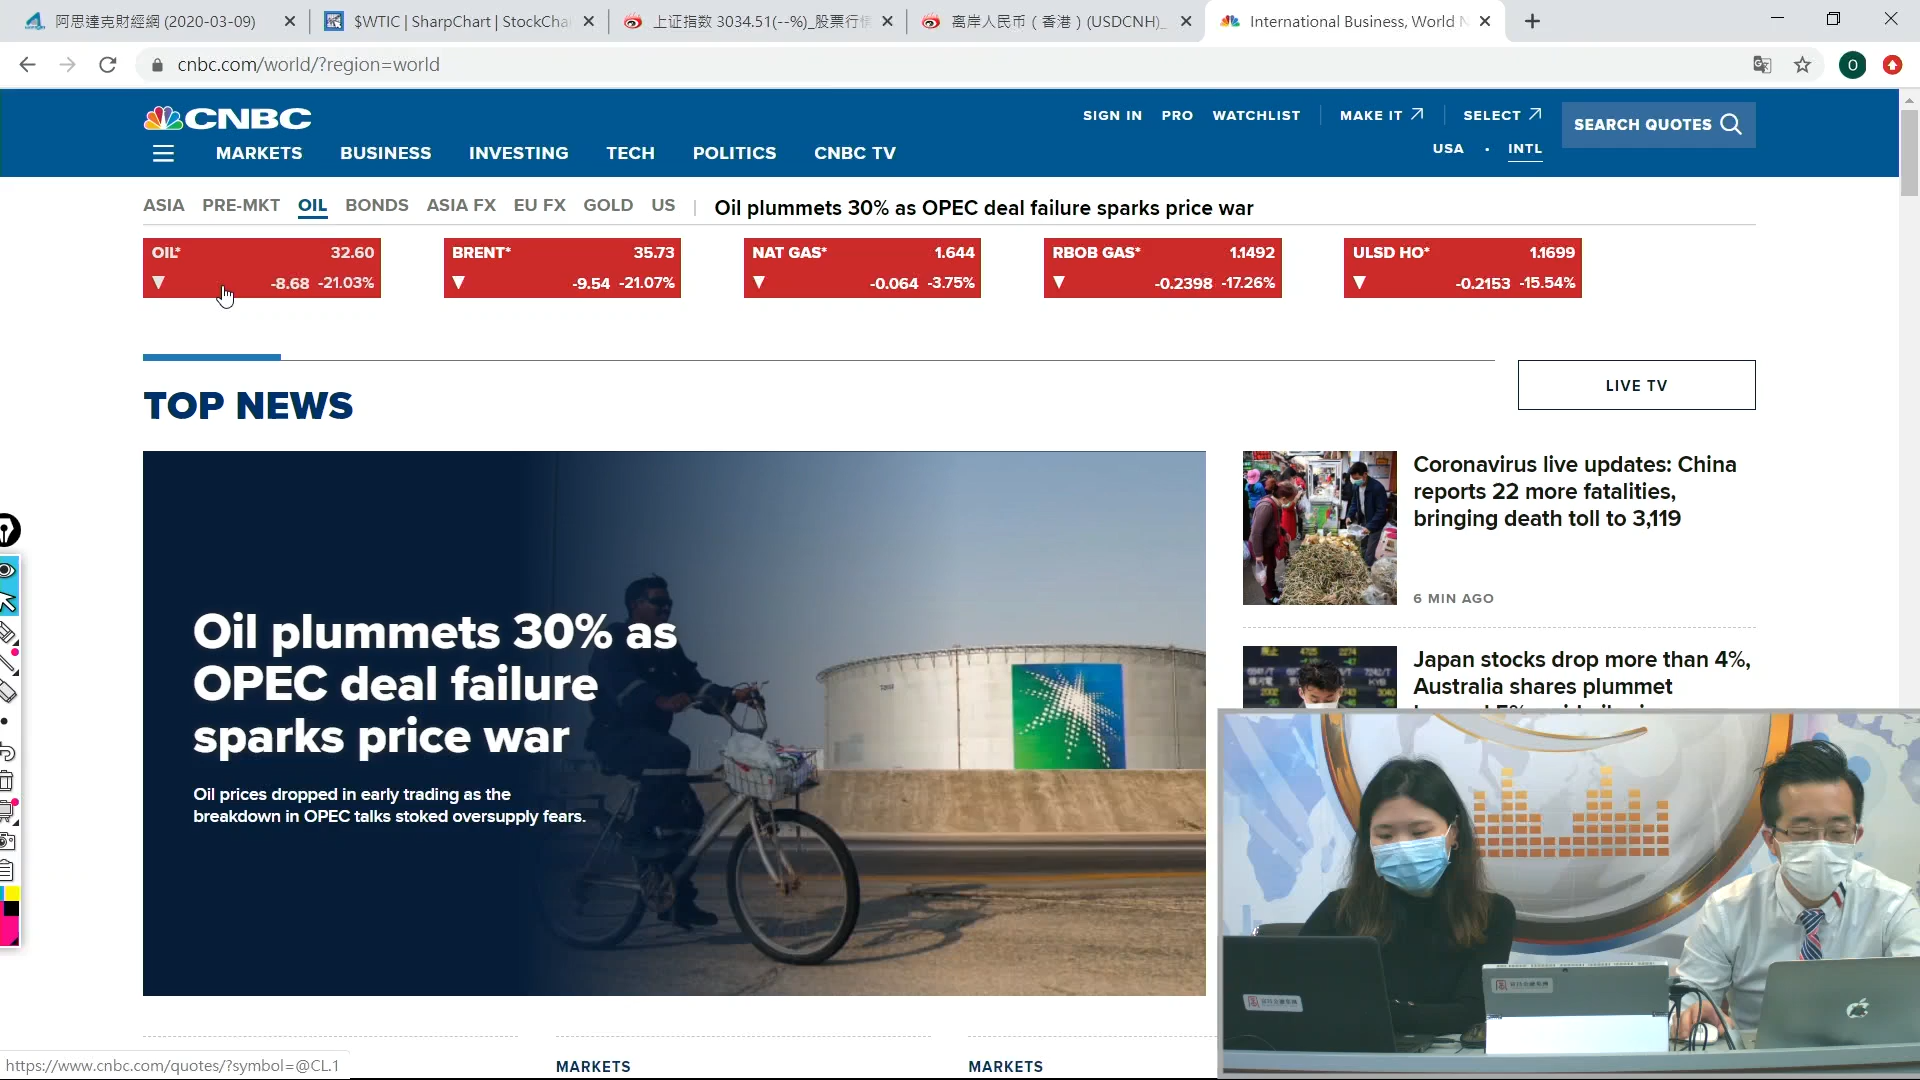 阿思達克財經網 (2020-03-09)
$WTIC | SharpChart | StockCha
上证指数 3034.51(--%)_股票行情
离岸人民币（香港）(USDCNH)_
International Business, World N
cnbc.com/world/?region=world
O
CNBC
SIGN IN PRO WATCHLIST MAKE IT SELECT
SEARCH QUOTES
USA • INTL
MARKETS BUSINESS INVESTING TECH POLITICS CNBC TV
ASIA PRE-MKT OIL BONDS ASIA FX EU FX GOLD US | Oil plummets 30% as OPEC deal failure sparks price war
OIL* 32.60
▼ -8.68 -21.03%
BRENT* 35.73
▼ -9.54 -21.07%
NAT GAS* 1.644
▼ -0.064 -3.75%
RBOB GAS* 1.1492
▼ -0.2398 -17.26%
ULSD HO* 1.1699
▼ -0.2153 -15.54%
LIVE TV
TOP NEWS
Oil plummets 30% as
OPEC deal failure
sparks price war
Oil prices dropped in early trading as the
breakdown in OPEC talks stoked oversupply fears.
Coronavirus live updates: China
reports 22 more fatalities,
bringing death toll to 3,119
6 MIN AGO
Japan stocks drop more than 4%,
Australia shares plummet
MARKETS
MARKETS
https://www.cnbc.com/quotes/?symbol=@CL.1